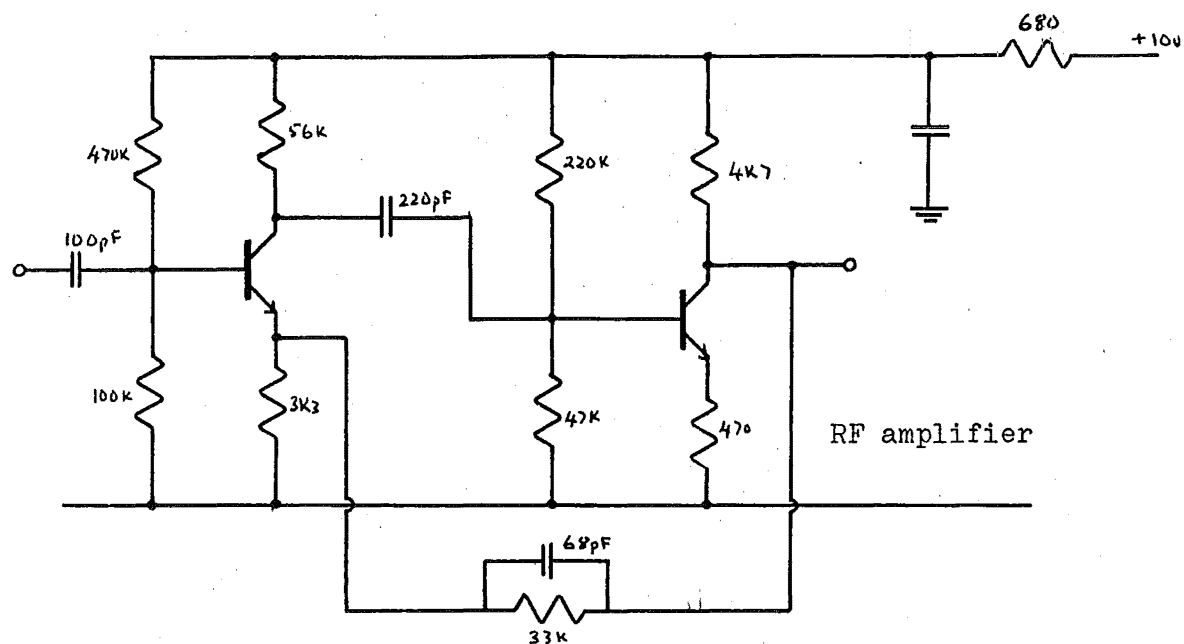 680
+10v
56K
470K
220K
4K7
220pF
100pF
100K
3K3
47K
470
RF amplifier
68pF
33K